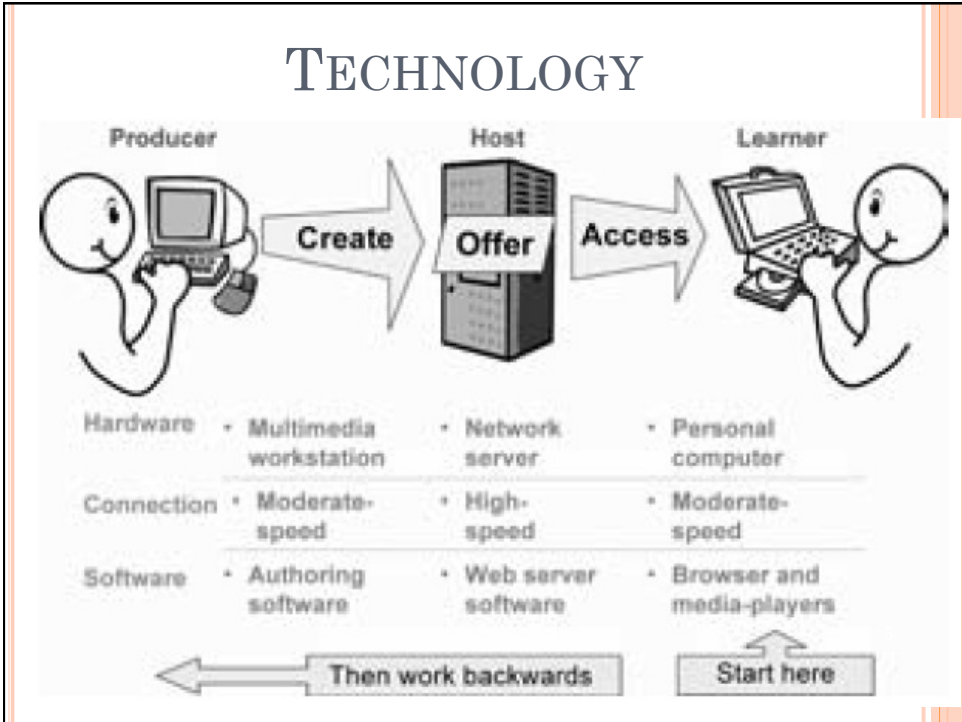 TECHNOLOGY
Producer Host Learner
Create Offer Access
Hardware • Multimedia workstation • Network server • Personal computer
Connection • Moderate-speed • High-speed • Moderate-speed
Software • Authoring software • Web server software • Browser and media-players
Then work backwards Start here